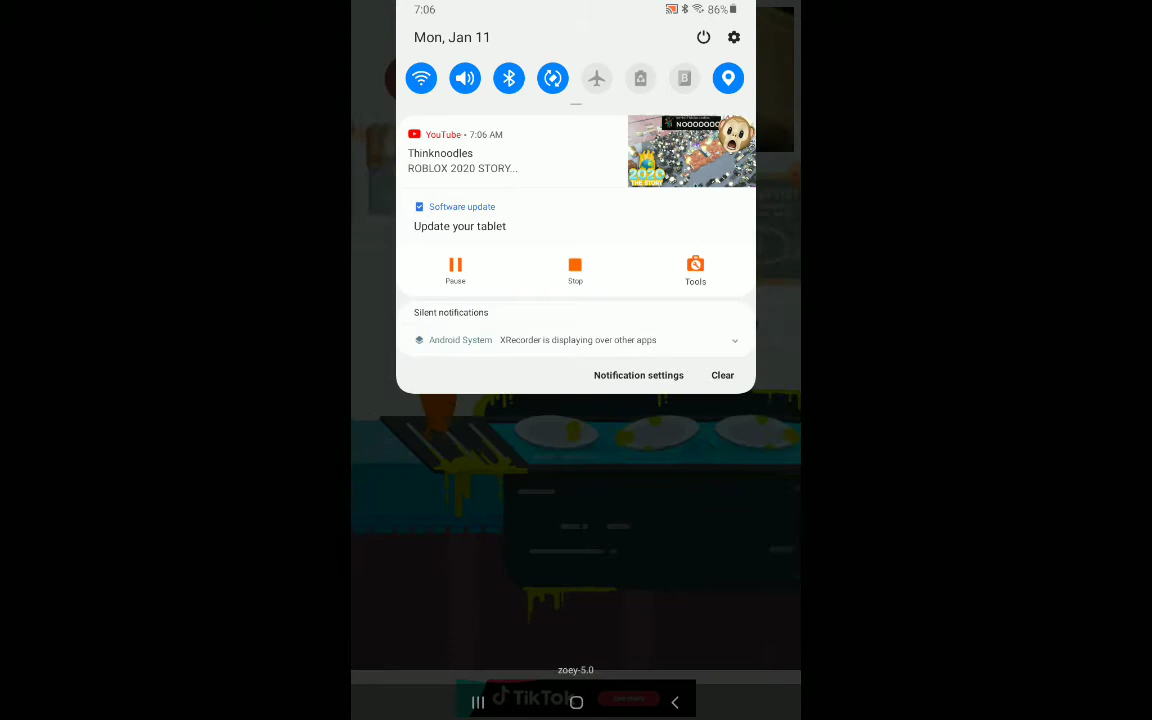 7:06
86%
Mon, Jan 11
YouTube • 7:06 AM
Thinknoodles
ROBLOX 2020 STORY...
NOOOOOOO
2020
THE STORY
Software update
Update your tablet
Pause
Stop
Tools
Silent notifications
Android System XRecorder is displaying over other apps
Notification settings
Clear
zoey-5.0
TikTok